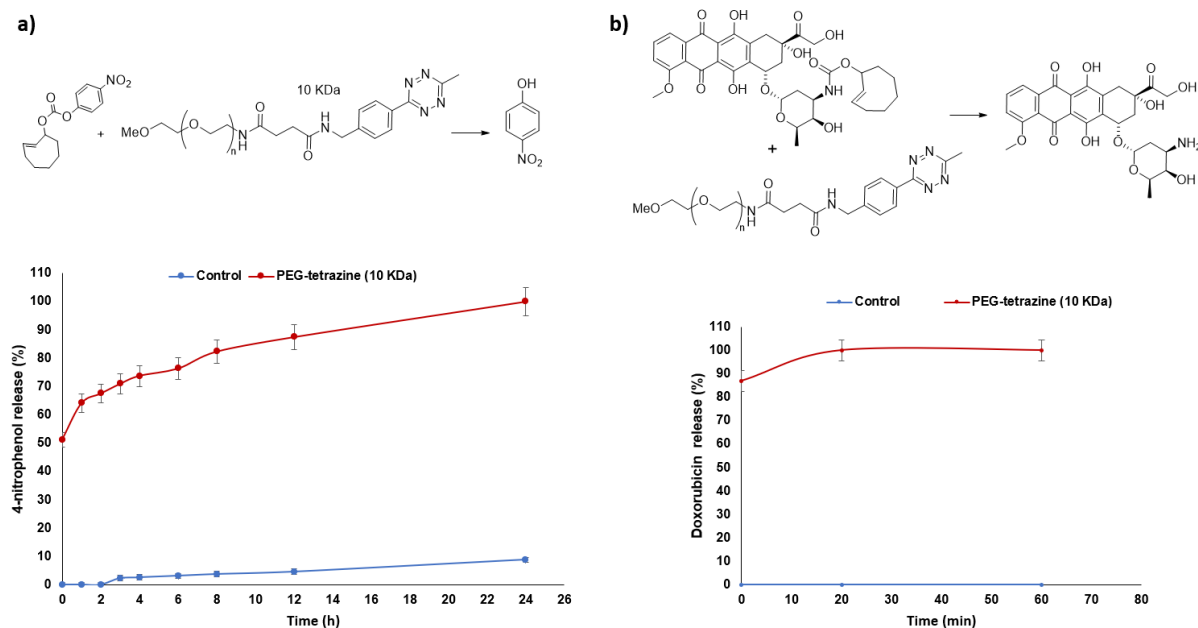 a)
NO₂
O
O
O
+
10 KDa
MeO
O
n
N
H
O
O
H
N
N
N
N
N
OH
NO₂
Control
PEG-tetrazine (10 KDa)
4-nitrophenol release (%)
110
100
90
80
70
60
50
40
30
20
10
0
0 2 4 6 8 10 12 14 16 18 20 22 24 26
Time (h)
b)
O
OH
O
OH
OH
O
O
OH
O
O
O
O
NH
O
OH
+
MeO
O
n
N
H
O
O
H
N
N
N
N
N
O
OH
O
OH
OH
O
O
OH
O
O
NH₂
O
OH
Control
PEG-tetrazine (10 KDa)
Doxorubicin release (%)
110
100
90
80
70
60
50
40
30
20
10
0
0 10 20 30 40 50 60 70 80
Time (min)